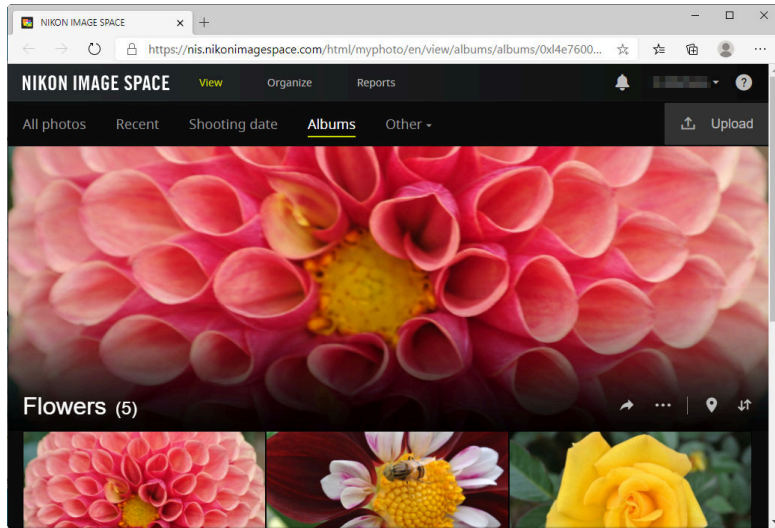 NIKON IMAGE SPACE
https://nis.nikonimagespace.com/html/myphoto/en/view/albums/albums/0xl4e7600...
NIKON IMAGE SPACE View Organize Reports ?
All photos Recent Shooting date Albums Other Upload
Flowers (5)